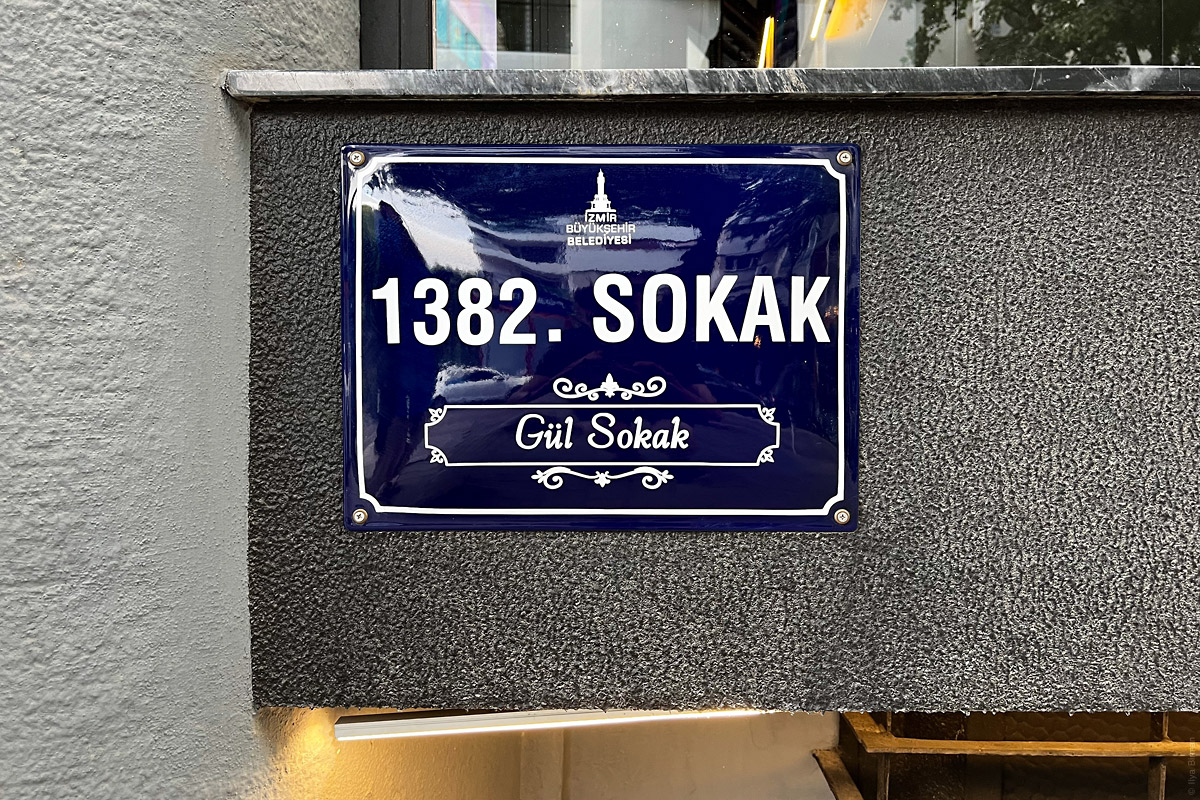 İZMİR
BÜYÜKŞEHİR
BELEDİYESİ
1382. SOKAK
Gül Sokak